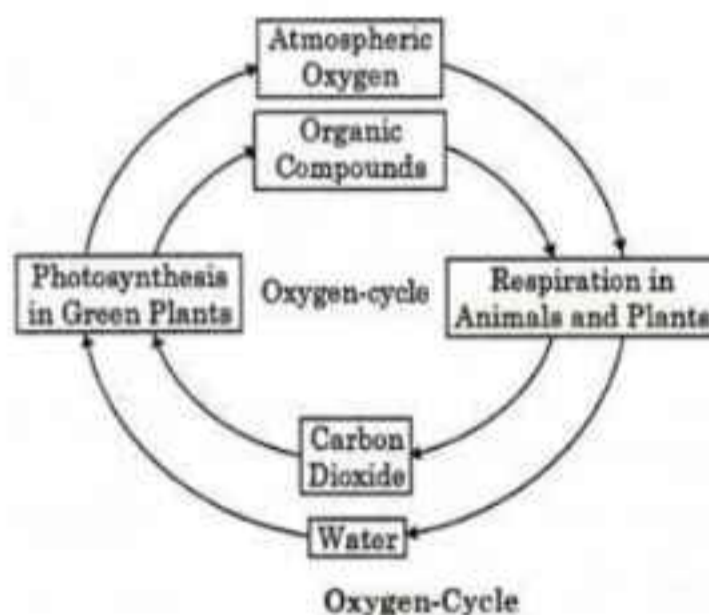 Atmospheric
Oxygen
Organic
Compounds
Photosynthesis
in Green Plants
Oxygen-cycle
Respiration in
Animals and Plants
Carbon
Dioxide
Water
Oxygen-Cycle